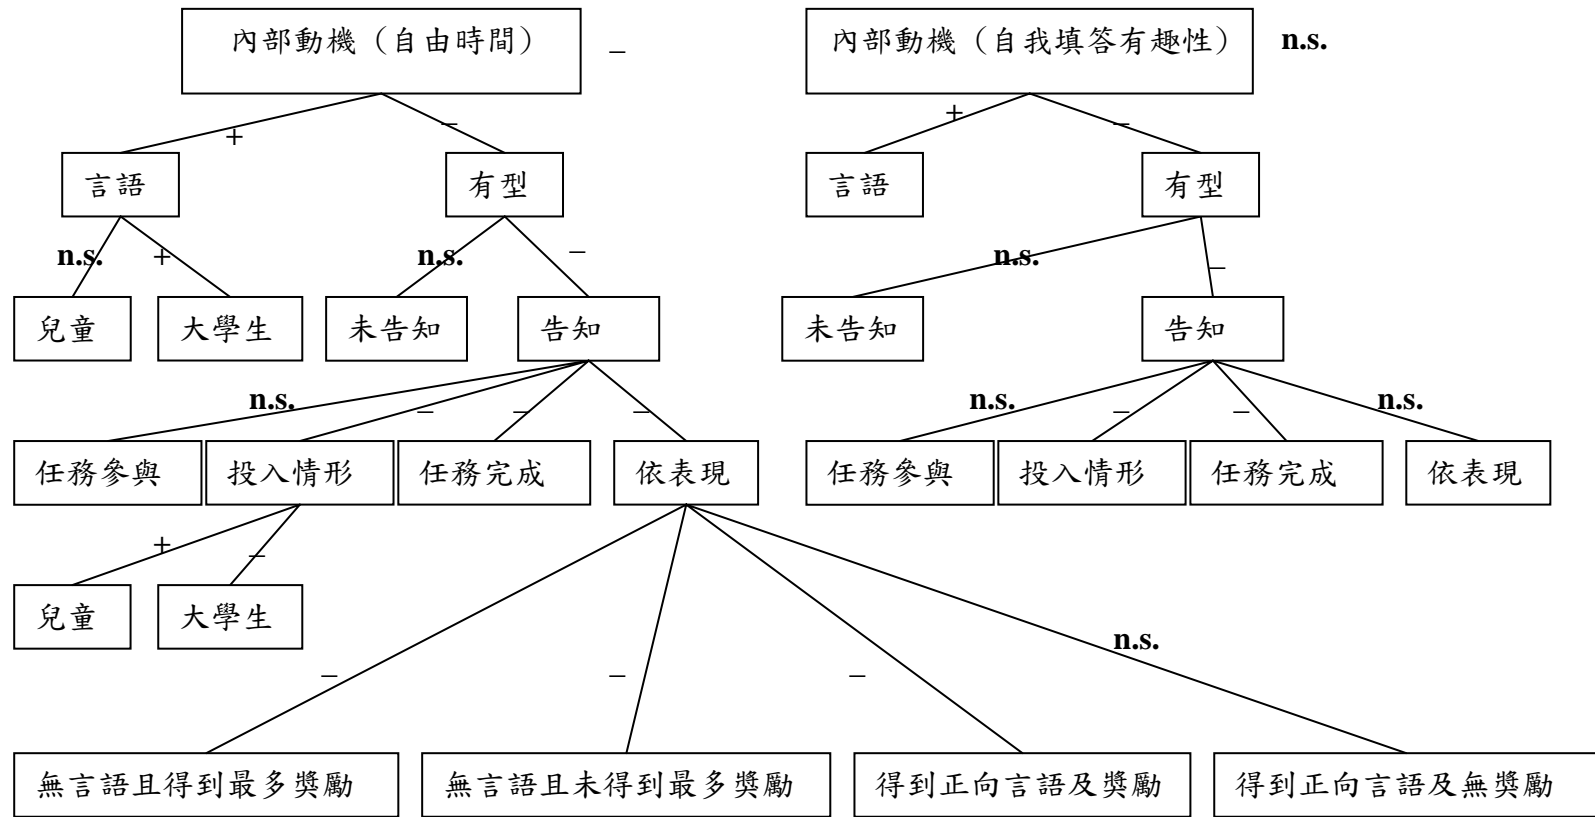 內部動機（自由時間） – 內部動機（自我填答有趣性） n.s.
+ – + –
言語 有型 言語 有型
n.s. + n.s. – n.s. –
兒童 大學生 未告知 告知 未告知 告知
n.s. – – – n.s. – – n.s.
任務參與 投入情形 任務完成 依表現 任務參與 投入情形 任務完成 依表現
+ –
兒童 大學生
n.s.
– – –
無言語且得到最多獎勵 無言語且未得到最多獎勵 得到正向言語及獎勵 得到正向言語及無獎勵